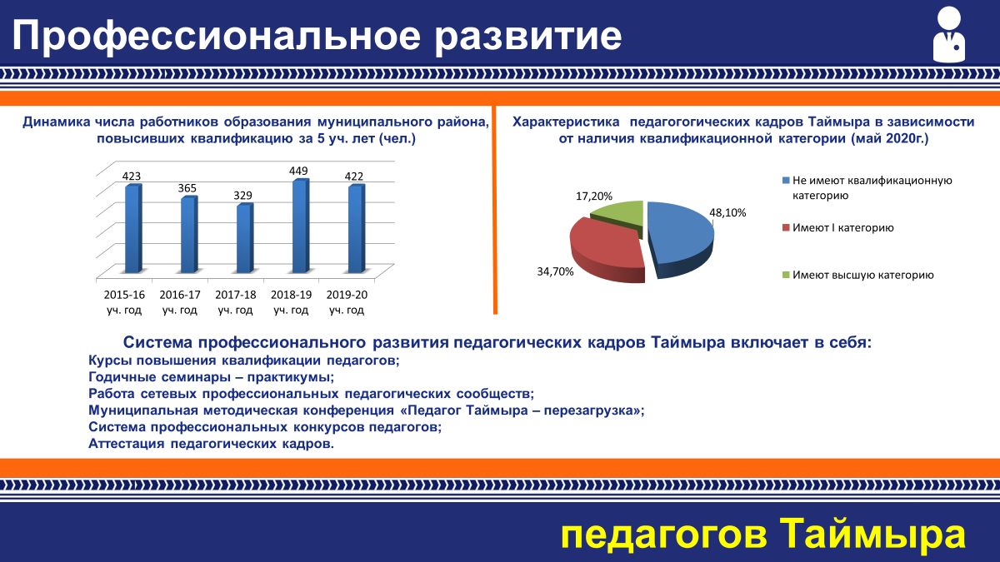 Профессиональное развитие
Динамика числа работников образования муниципального района,
повысивших квалификацию за 5 уч. лет (чел.)
423
365
329
449
422
2015-16
уч. год
2016-17
уч. год
2017-18
уч. год
2018-19
уч. год
2019-20
уч. год
Характеристика педагогогических кадров Таймыра в зависимости
от наличия квалификационной категории (май 2020г.)
17,20%
48,10%
34,70%
Не имеют квалификационную
категорию
Имеют I категорию
Имеют высшую категорию
Система профессионального развития педагогических кадров Таймыра включает в себя:
Курсы повышения квалификации педагогов;
Годичные семинары – практикумы;
Работа сетевых профессиональных педагогических сообществ;
Муниципальная методическая конференция «Педагог Таймыра – перезагрузка»;
Система профессиональных конкурсов педагогов;
Аттестация педагогических кадров.
педагогов Таймыра